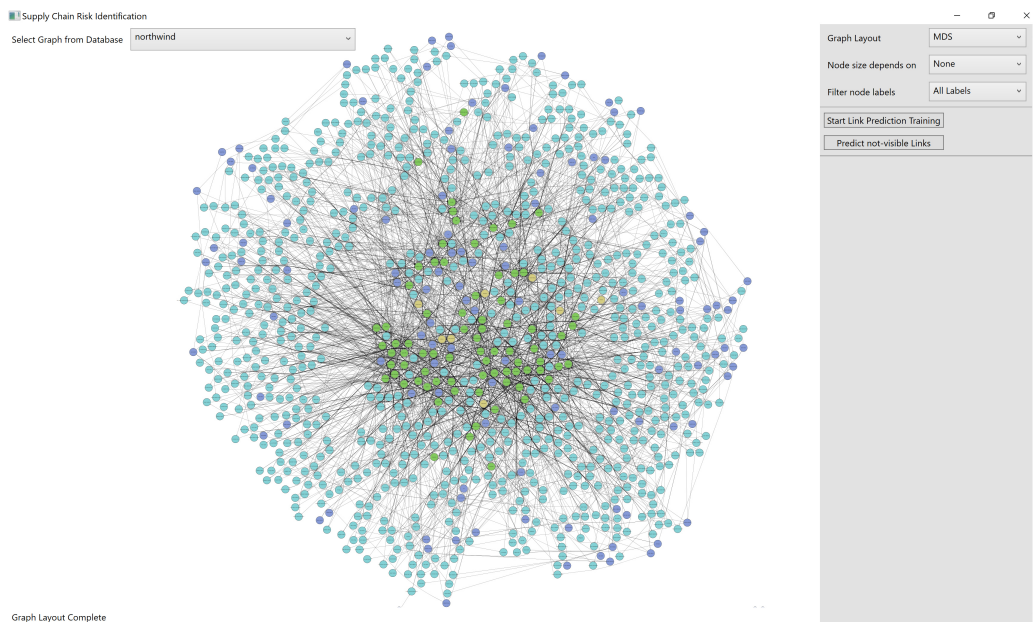 Supply Chain Risk Identification
Select Graph from Database
northwind
Graph Layout
MDS
Node size depends on
None
Filter node labels
All Labels
Start Link Prediction Training
Predict not-visible Links
Graph Layout Complete